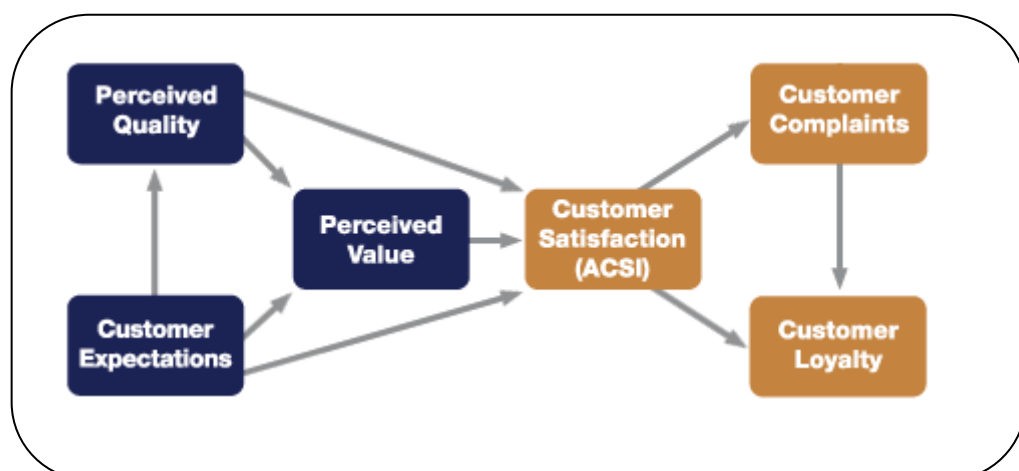 Perceived
Quality
Customer
Complaints
Perceived
Value
Customer
Satisfaction
(ACSI)
Customer
Expectations
Customer
Loyalty